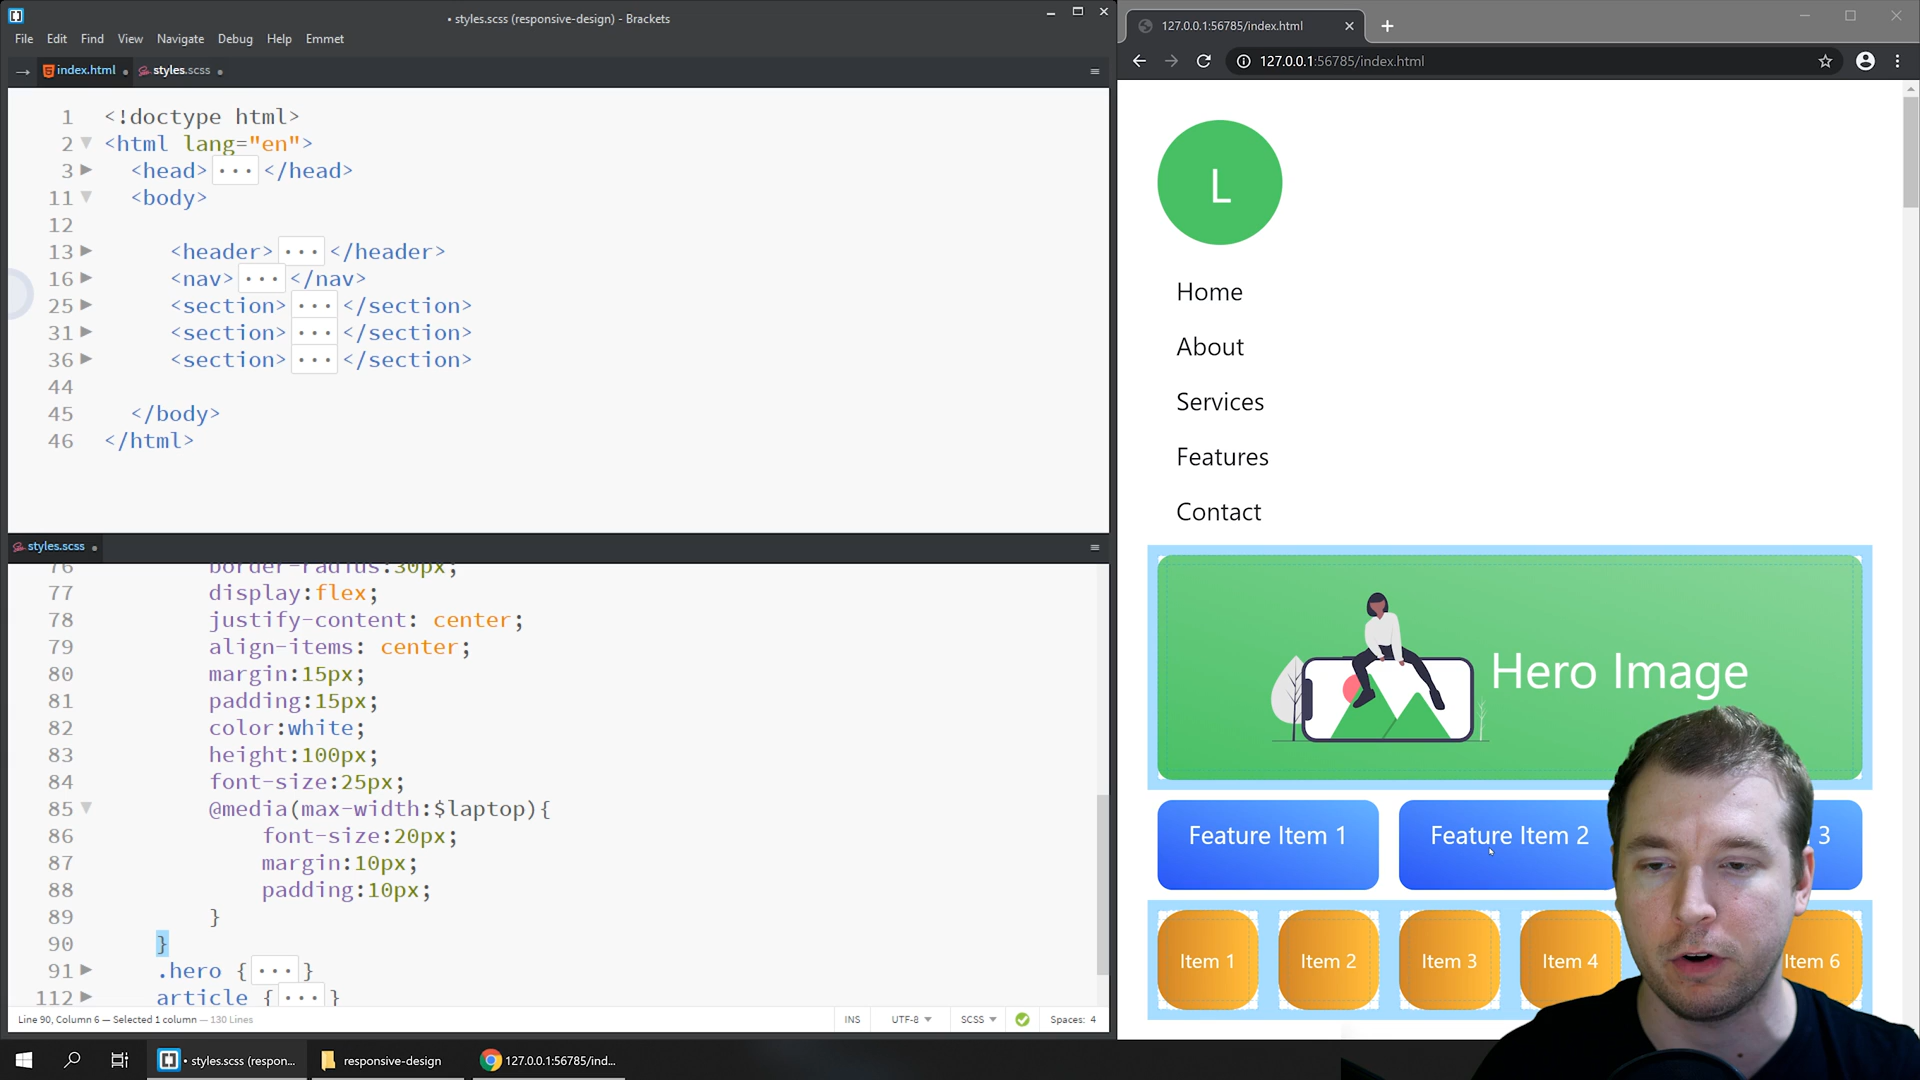 • styles.scss (responsive-design) - Brackets
File Edit Find View Navigate Debug Help Emmet
index.html • styles.scss •
1 <!doctype html>
2 <html lang="en">
3 <head> ··· </head>
11 <body>
12
13 <header> ··· </header>
16 <nav> ··· </nav>
25 <section> ··· </section>
31 <section> ··· </section>
36 <section> ··· </section>
44
45 </body>
46 </html>
styles.scss •
76 border-radius:30px;
77 display:flex;
78 justify-content: center;
79 align-items: center;
80 margin:15px;
81 padding:15px;
82 color:white;
83 height:100px;
84 font-size:25px;
85 @media(max-width:$laptop){
86 font-size:20px;
87 margin:10px;
88 padding:10px;
89 }
90 }
91 .hero { ··· }
112 article { ··· }
Line 90, Column 6 — Selected 1 column — 130 Lines
INS UTF-8 SCSS Spaces: 4
127.0.0.1:56785/index.html
127.0.0.1:56785/index.html
L
Home
About
Services
Features
Contact
Hero Image
Feature Item 1
Feature Item 2
3
Item 1
Item 2
Item 3
Item 4
Item 6
• styles.scss (respon...
responsive-design
127.0.0.1:56785/ind...